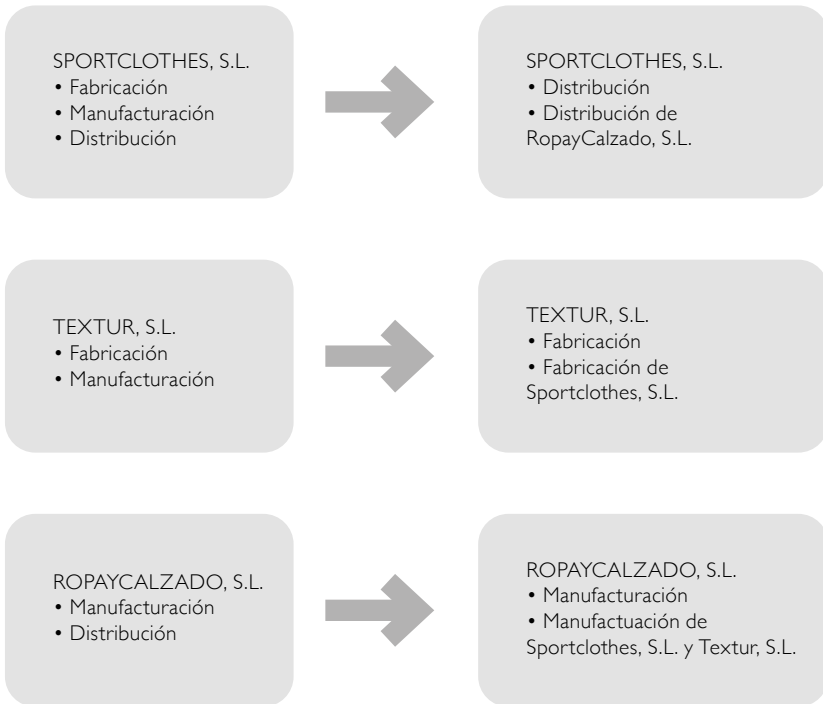 SPORTCLOTHES, S.L.
• Fabricación
• Manufacturación
• Distribución
SPORTCLOTHES, S.L.
• Distribución
• Distribución de
RopayCalzado, S.L.
TEXTUR, S.L.
• Fabricación
• Manufacturación
TEXTUR, S.L.
• Fabricación
• Fabricación de
Sportclothes, S.L.
ROPAYCALZADO, S.L.
• Manufacturación
• Distribución
ROPAYCALZADO, S.L.
• Manufacturación
• Manufactuación de
Sportclothes, S.L. y Textur, S.L.